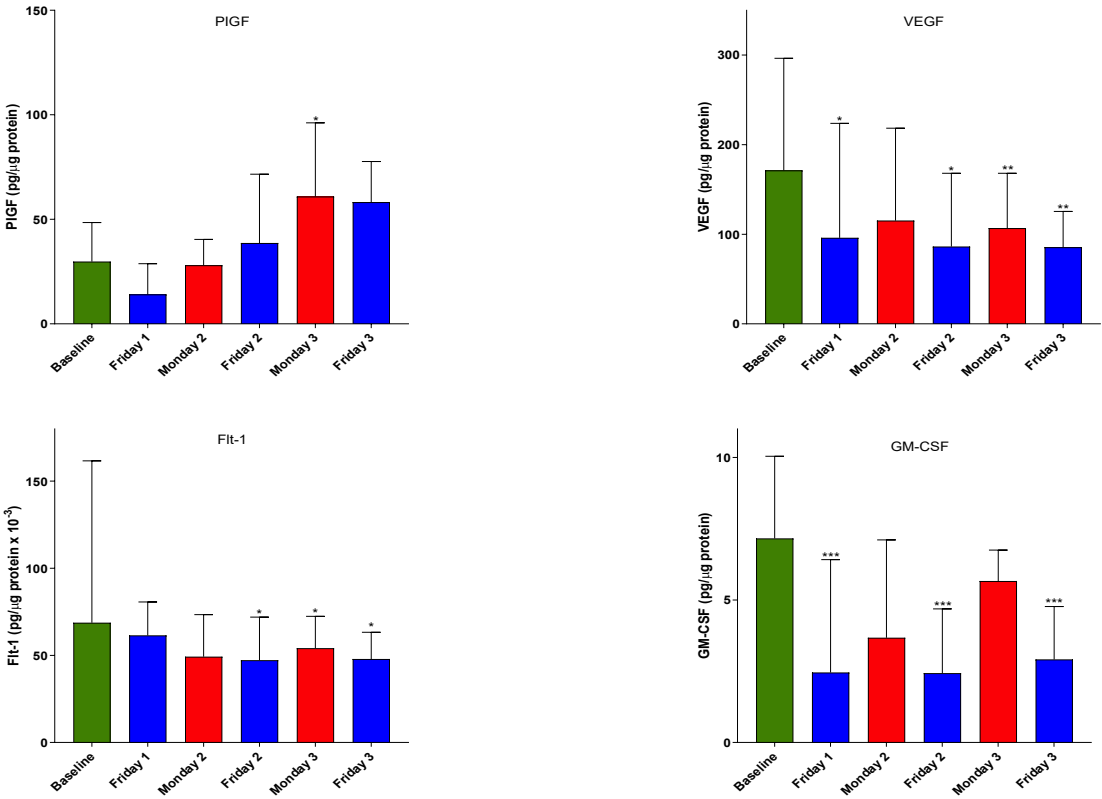 PIGF
PIGF (pg/µg protein)
150
100
50
0
*
Baseline
Friday 1
Monday 2
Friday 2
Monday 3
Friday 3
VEGF
VEGF (pg/µg protein)
300
200
100
0
*
*
**
**
Baseline
Friday 1
Monday 2
Friday 2
Monday 3
Friday 3
Flt-1
Flt-1 (pg/µg protein x 10⁻³)
150
100
50
0
*
*
*
Baseline
Friday 1
Monday 2
Friday 2
Monday 3
Friday 3
GM-CSF
GM-CSF (pg/µg protein)
10
5
0
***
***
***
Baseline
Friday 1
Monday 2
Friday 2
Monday 3
Friday 3